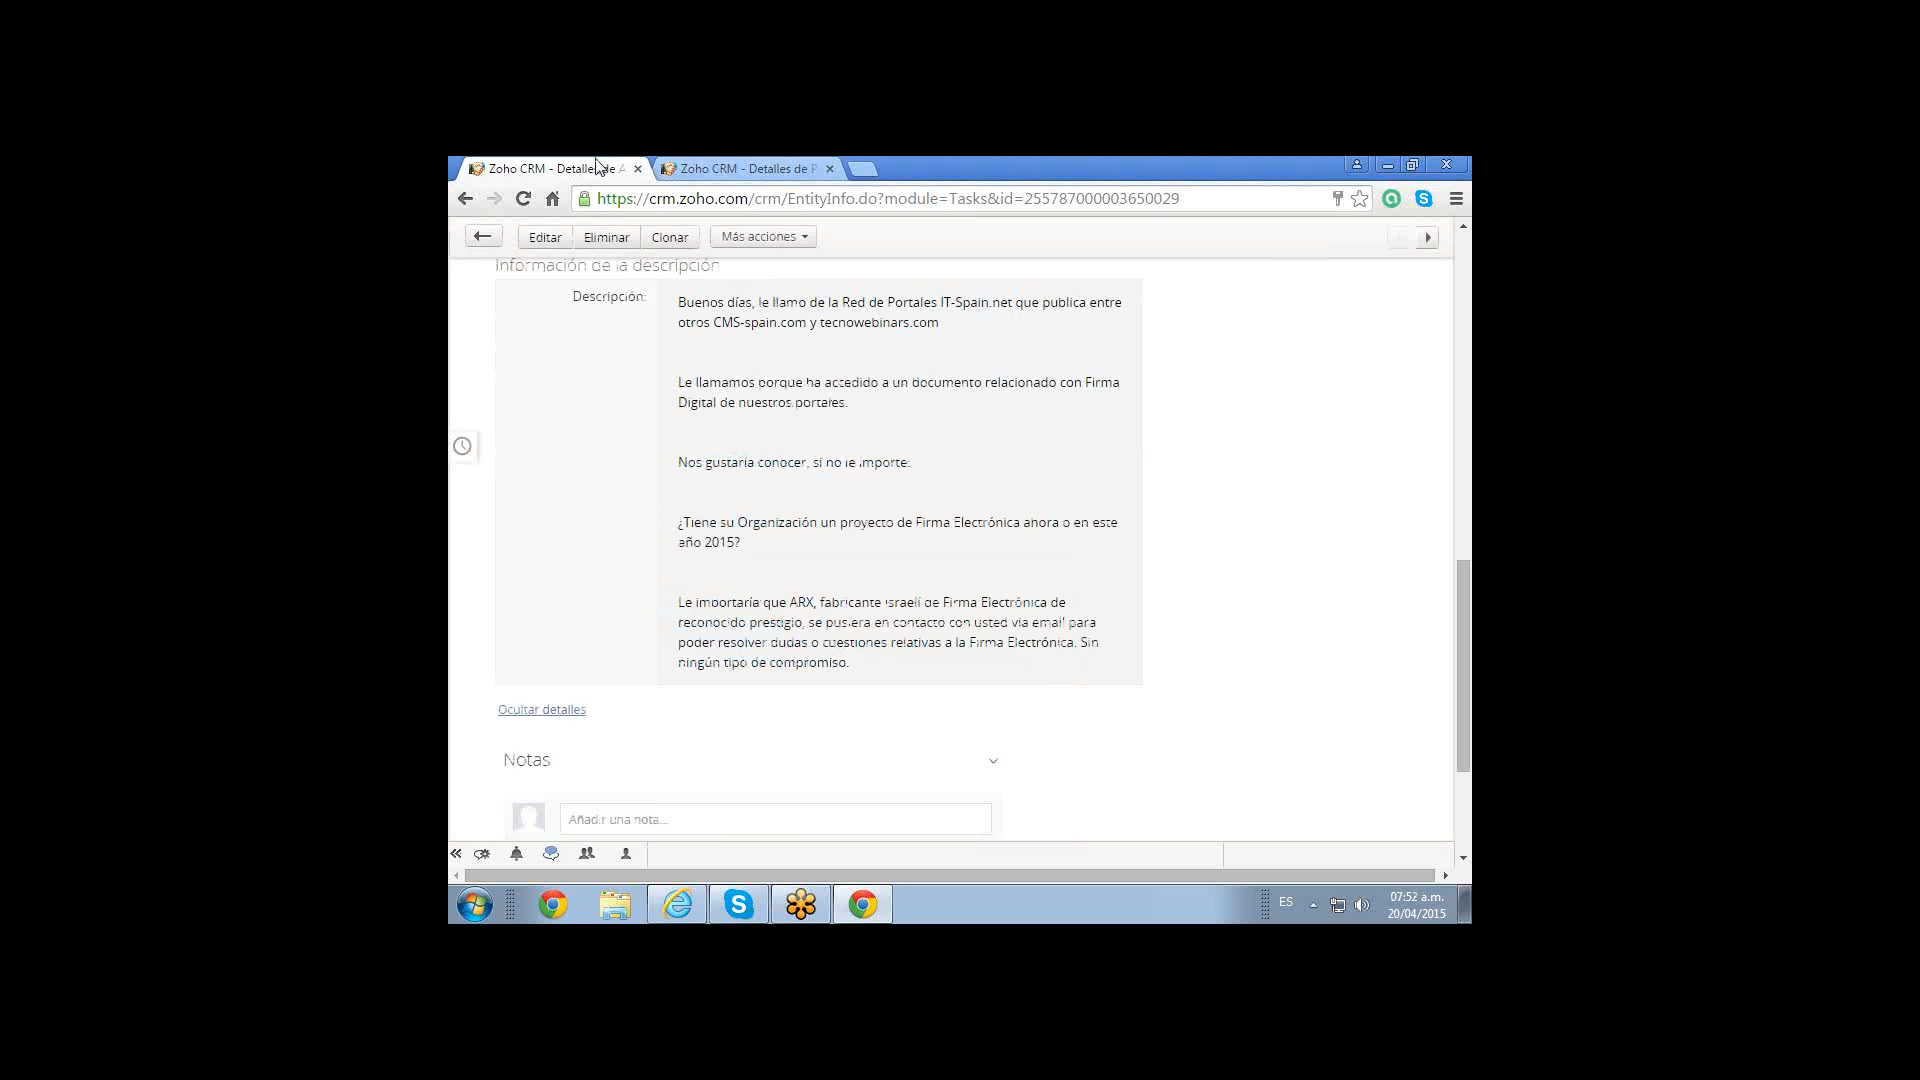 Zoho CRM - Detalles de A
Zoho CRM - Detalles de P
https://crm.zoho.com/crm/EntityInfo.do?module=Tasks&id=255787000003650029
Editar
Eliminar
Clonar
Más acciones
Información de la descripción
Descripción:
Buenos días, le llamo de la Red de Portales IT-Spain.net que publica entre
otros CMS-spain.com y tecnowebinars.com
Le llamamos porque ha accedido a un documento relacionado con Firma
Digital de nuestros portales.
Nos gustaría conocer, si no le importe:
¿Tiene su Organización un proyecto de Firma Electrónica ahora o en este
año 2015?
Le importaría que ARX, fabricante israelí de Firma Electrónica de
reconocido prestigio, se pusiera en contacto con usted via email para
poder resolver dudas o cuestiones relativas a la Firma Electrónica. Sin
ningún tipo de compromiso.
Ocultar detalles
Notas
Añadir una nota...
ES
07:52 a.m.
20/04/2015